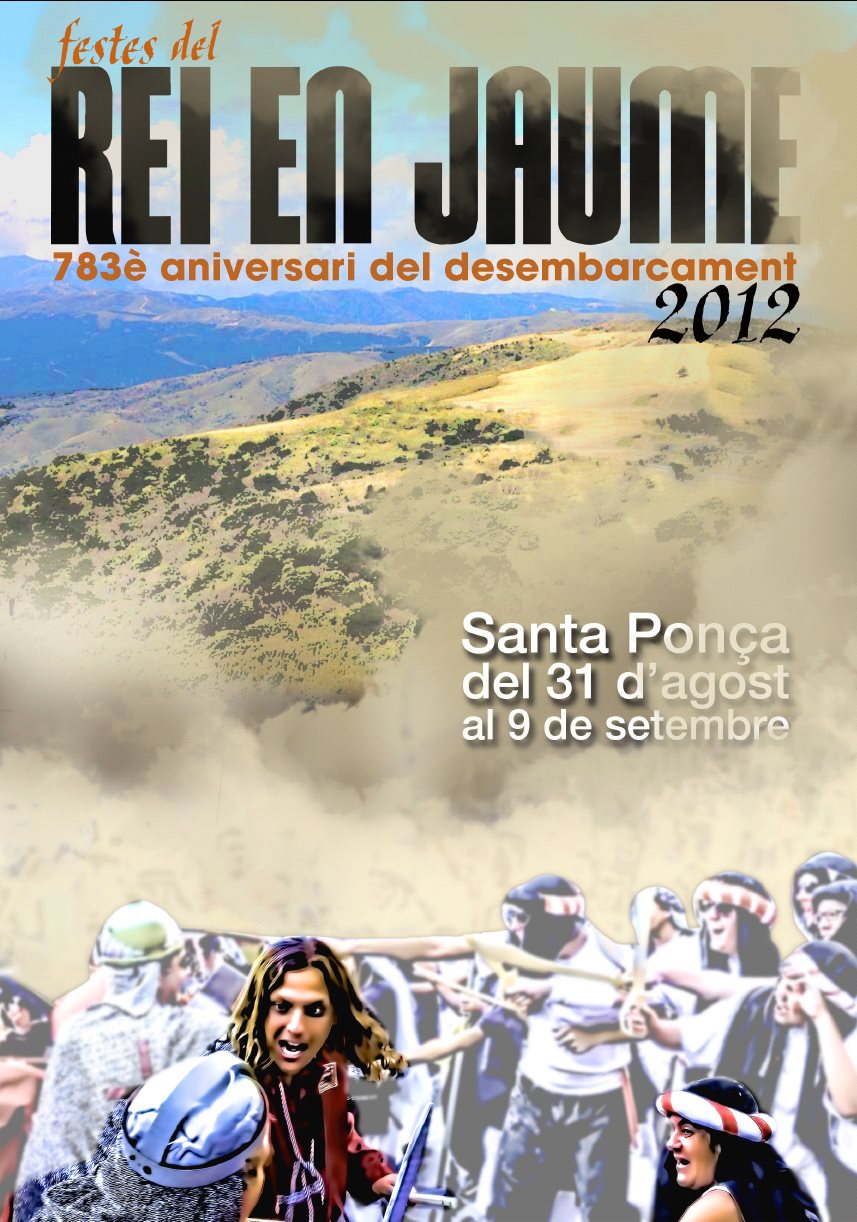 festes del
REI EN JAUME
783è aniversari del desembarcament
2012
Santa Ponça
del 31 d'agost
al 9 de setembre